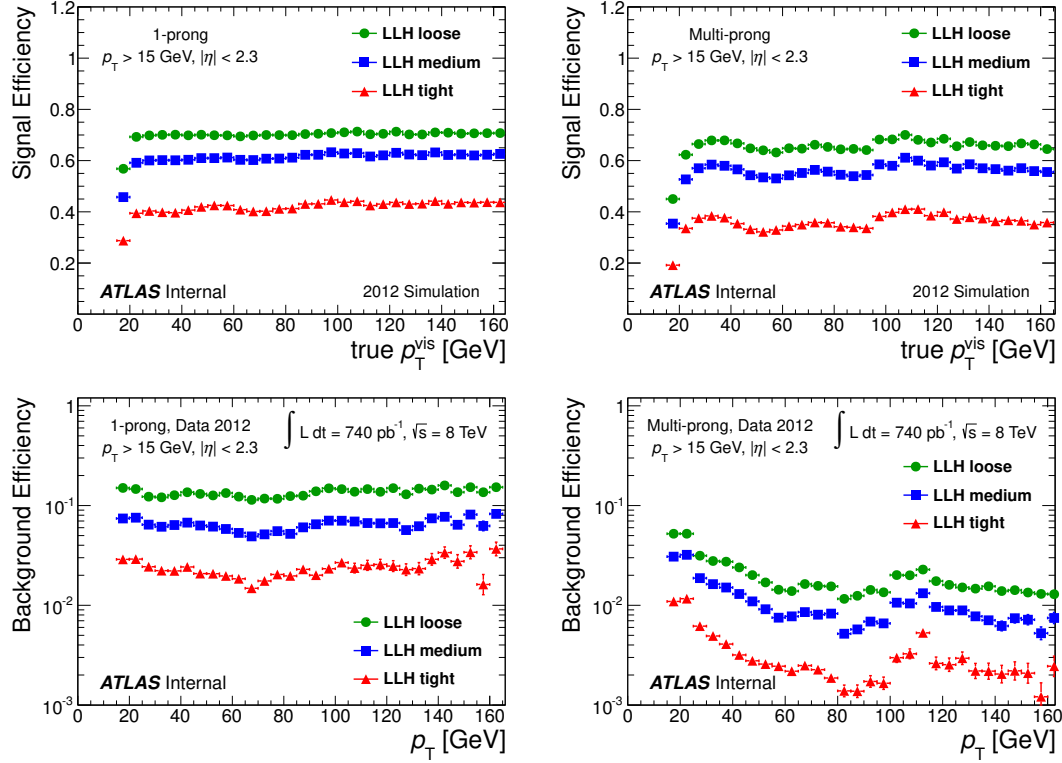 1-prong
p_T > 15 GeV, |η| < 2.3
LLH loose
LLH medium
LLH tight
Signal Efficiency
1.2
1
0.8
0.6
0.4
0.2
ATLAS Internal
2012 Simulation
0 20 40 60 80 100 120 140 160
true p_T^vis [GeV]
Multi-prong
p_T > 15 GeV, |η| < 2.3
LLH loose
LLH medium
LLH tight
Signal Efficiency
1.2
1
0.8
0.6
0.4
0.2
ATLAS Internal
2012 Simulation
0 20 40 60 80 100 120 140 160
true p_T^vis [GeV]
1-prong, Data 2012
p_T > 15 GeV, |η| < 2.3
∫ L dt = 740 pb⁻¹, √s = 8 TeV
Background Efficiency
1
10⁻¹
10⁻²
10⁻³
LLH loose
LLH medium
LLH tight
ATLAS Internal
0 20 40 60 80 100 120 140 160
p_T [GeV]
Multi-prong, Data 2012
p_T > 15 GeV, |η| < 2.3
∫ L dt = 740 pb⁻¹, √s = 8 TeV
LLH loose
LLH medium
LLH tight
Background Efficiency
1
10⁻¹
10⁻²
10⁻³
ATLAS Internal
0 20 40 60 80 100 120 140 160
p_T [GeV]